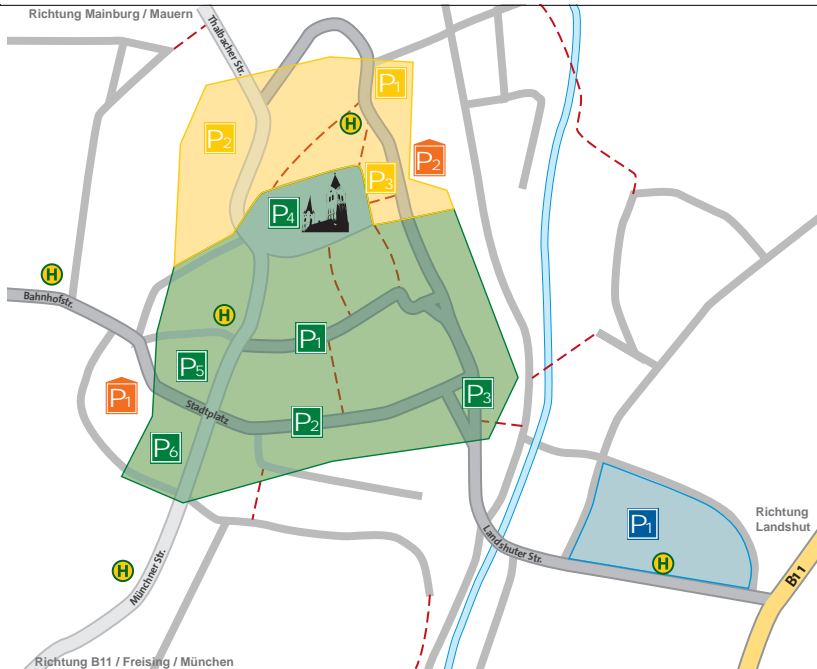 Richtung Mainburg / Mauern
Thalbacher Str.
P1
P2
H
P2
P3
P4
H
Bahnhofstr.
H
P1
P5
P1
Stadtplatz
P3
P2
P6
Richtung
Landshut
P1
Landshuter Str.
H
B11
H
Münchner Str.
Richtung B11 / Freising / München